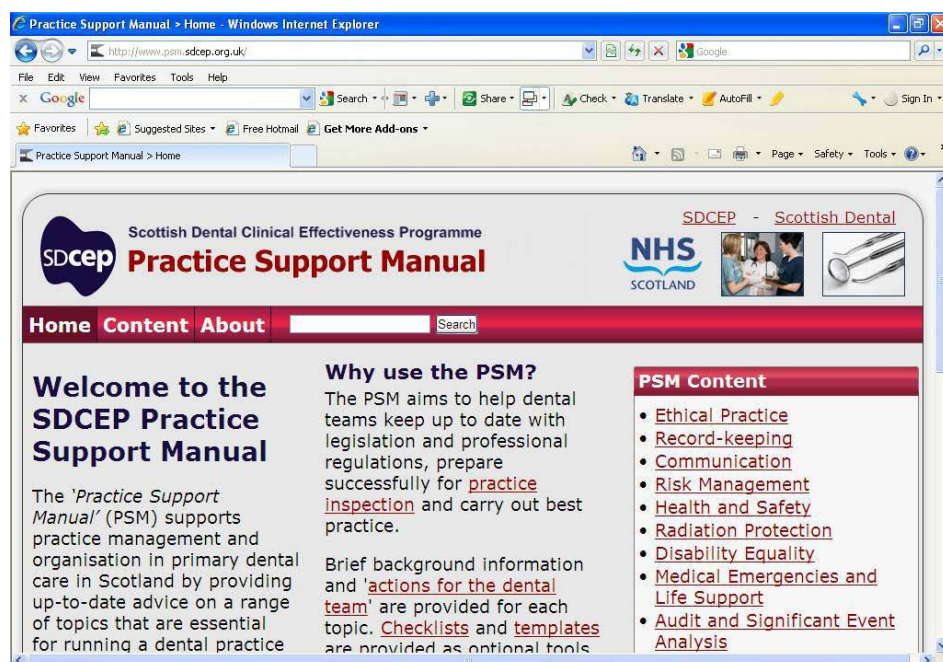 Practice Support Manual > Home - Windows Internet Explorer
http://www.psm.sdcep.org.uk/
Google
File Edit View Favorites Tools Help
x Google Search Share Check Translate AutoFill Sign In
Favorites Suggested Sites Free Hotmail Get More Add-ons
Practice Support Manual > Home Page Safety Tools
SDCEP - Scottish Dental
SDcep
Scottish Dental Clinical Effectiveness Programme
Practice Support Manual
NHS
SCOTLAND
Home Content About Search
Welcome to the
SDCEP Practice
Support Manual
The 'Practice Support
Manual' (PSM) supports
practice management and
organisation in primary dental
care in Scotland by providing
up-to-date advice on a range
of topics that are essential
for running a dental practice
Why use the PSM?
The PSM aims to help dental
teams keep up to date with
legislation and professional
regulations, prepare
successfully for practice
inspection and carry out best
practice.
Brief background information
and 'actions for the dental
team' are provided for each
topic. Checklists and templates
are provided as optional tools
PSM Content
• Ethical Practice
• Record-keeping
• Communication
• Risk Management
• Health and Safety
• Radiation Protection
• Disability Equality
• Medical Emergencies and
Life Support
• Audit and Significant Event
Analysis